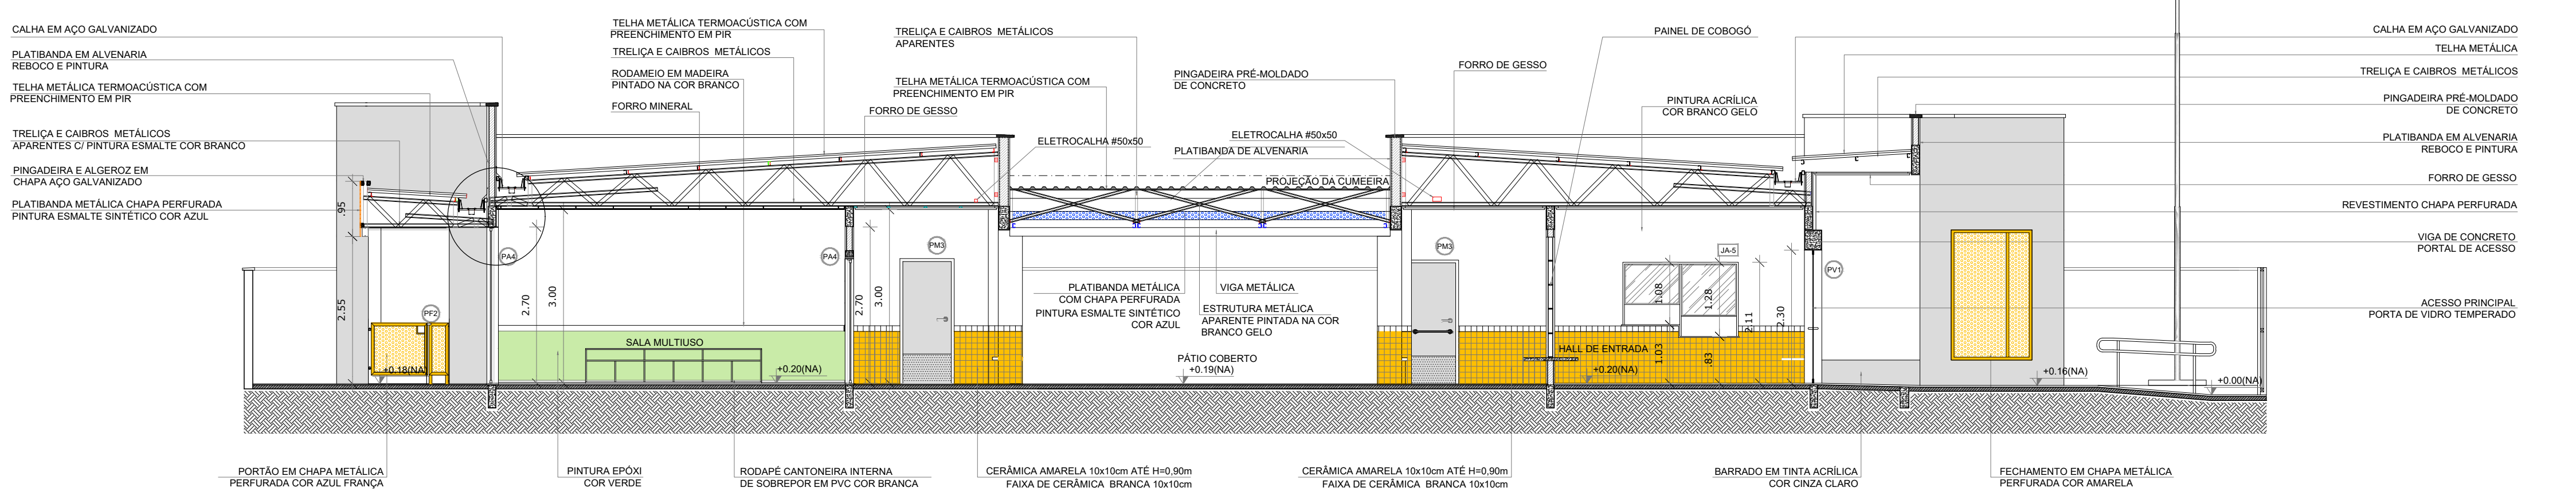 CALHA EM AÇO GALVANIZADO
PLATIBANDA EM ALVENARIA
REBOCO E PINTURA
TELHA METÁLICA TERMOACÚSTICA COM
PREENCHIMENTO EM PIR
TRELIÇA E CAIBROS METÁLICOS
APARENTES C/ PINTURA ESMALTE COR BRANCO
PINGADEIRA E ALGEROZ EM
CHAPA AÇO GALVANIZADO
PLATIBANDA METÁLICA CHAPA PERFURADA
PINTURA ESMALTE SINTÉTICO COR AZUL
TELHA METÁLICA TERMOACÚSTICA COM
PREENCHIMENTO EM PIR
TRELIÇA E CAIBROS METÁLICOS
RODAMEIO EM MADEIRA
PINTADO NA COR BRANCO
FORRO MINERAL
FORRO DE GESSO
TRELIÇA E CAIBROS METÁLICOS
APARENTES
TELHA METÁLICA TERMOACÚSTICA COM
PREENCHIMENTO EM PIR
ELETROCALHA #50x50
PINGADEIRA PRÉ-MOLDADO
DE CONCRETO
ELETROCALHA #50x50
PLATIBANDA DE ALVENARIA
PROJEÇÃO DA CUMEEIRA
FORRO DE GESSO
PAINEL DE COBOGÓ
PINTURA ACRÍLICA
COR BRANCO GELO
CALHA EM AÇO GALVANIZADO
TELHA METÁLICA
TRELIÇA E CAIBROS METÁLICOS
PINGADEIRA PRÉ-MOLDADO
DE CONCRETO
PLATIBANDA EM ALVENARIA
REBOCO E PINTURA
FORRO DE GESSO
REVESTIMENTO CHAPA PERFURADA
VIGA DE CONCRETO
PORTAL DE ACESSO
ACESSO PRINCIPAL
PORTA DE VIDRO TEMPERADO
.95
2.55
PF2
+0.18(NA)
PA4
2.70
3.00
SALA MULTIUSO
+0.20(NA)
PA4
2.70
3.00
PM3
PLATIBANDA METÁLICA
COM CHAPA PERFURADA
PINTURA ESMALTE SINTÉTICO
COR AZUL
VIGA METÁLICA
ESTRUTURA METÁLICA
APARENTE PINTADA NA COR
BRANCO GELO
PÁTIO COBERTO
+0.19(NA)
PM3
HALL DE ENTRADA
+0.20(NA)
JA-5
1.08
1.28
1.03
.83
2.11
2.30
PV1
+0.16(NA)
+0.00(NA)
PORTÃO EM CHAPA METÁLICA
PERFURADA COR AZUL FRANÇA
PINTURA EPÓXI
COR VERDE
RODAPÉ CANTONEIRA INTERNA
DE SOBREPOR EM PVC COR BRANCA
CERÂMICA AMARELA 10x10cm ATÉ H=0,90m
FAIXA DE CERÂMICA BRANCA 10x10cm
CERÂMICA AMARELA 10x10cm ATÉ H=0,90m
FAIXA DE CERÂMICA BRANCA 10x10cm
BARRADO EM TINTA ACRÍLICA
COR CINZA CLARO
FECHAMENTO EM CHAPA METÁLICA
PERFURADA COR AMARELA